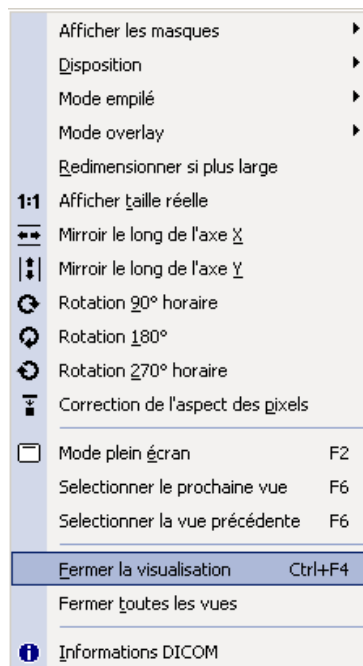 Afficher les masques
Disposition
Mode empilé
Mode overlay
Redimensionner si plus large
1:1 Afficher taille réelle
Mirroir le long de l'axe X
Mirroir le long de l'axe Y
Rotation 90° horaire
Rotation 180°
Rotation 270° horaire
Correction de l'aspect des pixels
Mode plein écran F2
Selectionner le prochaine vue F6
Selectionner la vue précédente F6
Fermer la visualisation Ctrl+F4
Fermer toutes les vues
Informations DICOM